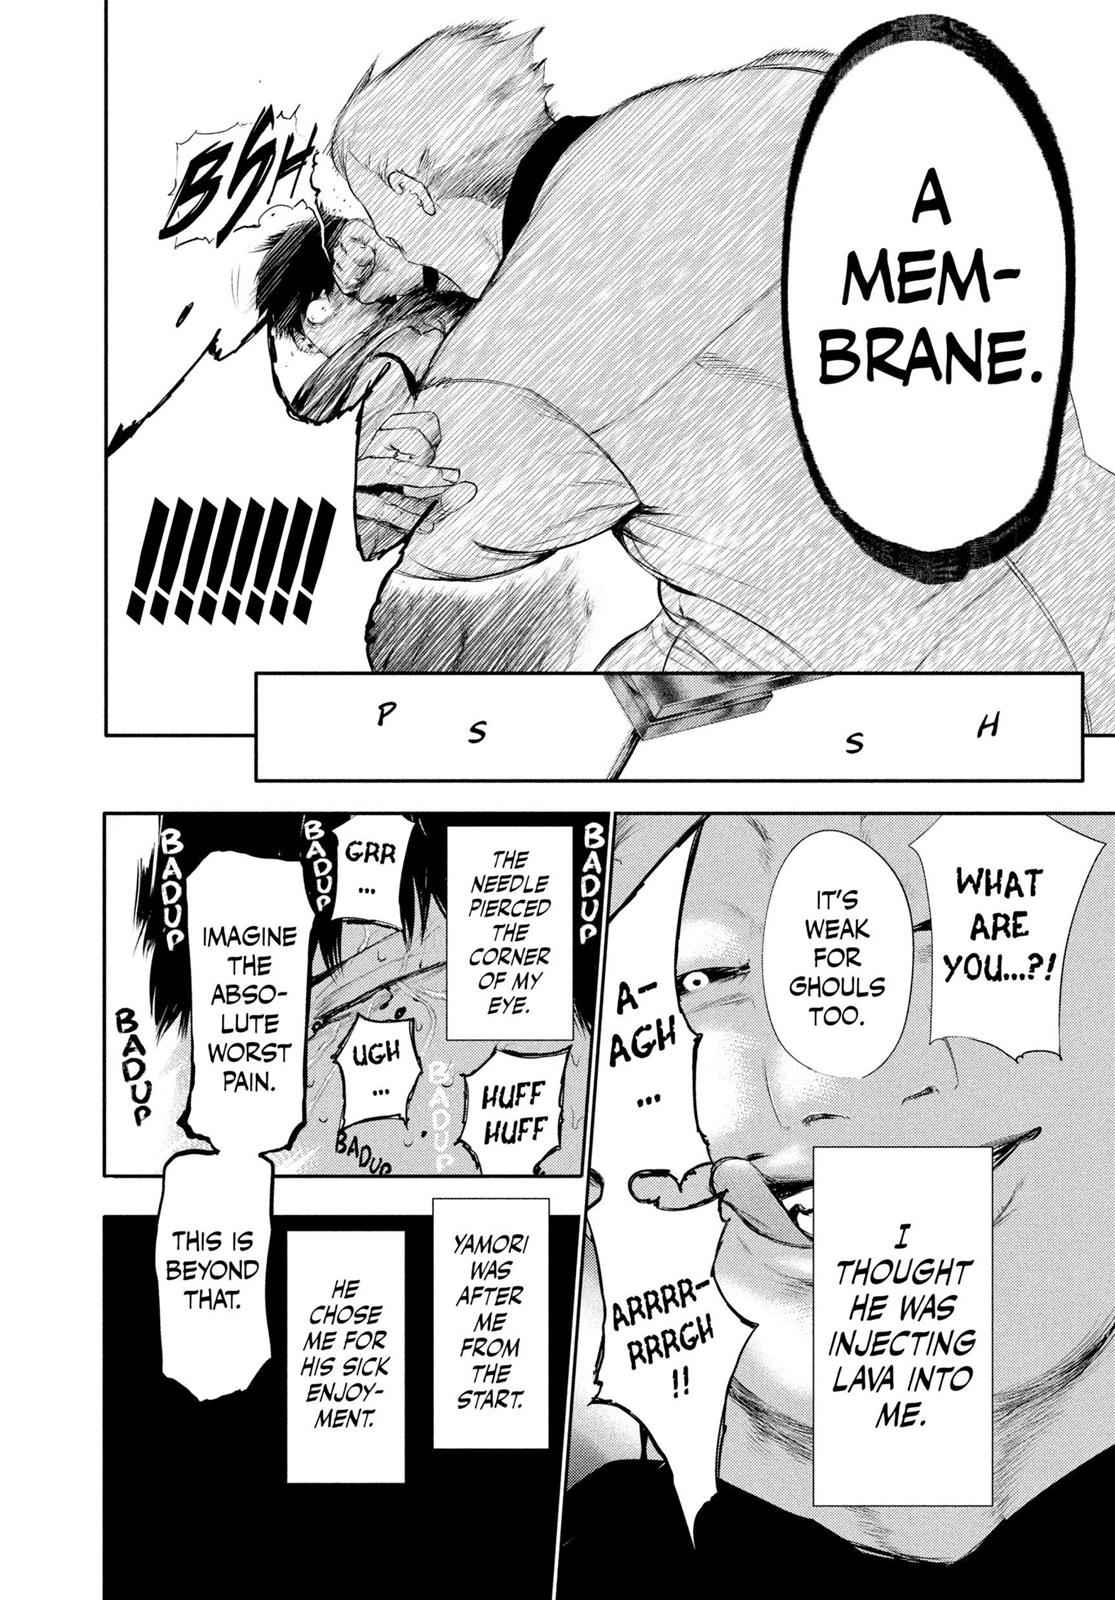 A
MEM-
BRANE.
BSH
!!!!!!!!
H
S
S
P
WHAT
ARE
YOU...?!
IT'S
WEAK
FOR
GHOULS
TOO.
A-
AGH
...
I
THOUGHT
HE WAS
INJECTING
LAVA INTO
ME.
ARRRR-
RRRGH
!!
BADUP
THE
NEEDLE
PIERCED
THE
CORNER
OF MY
EYE.
GRR
...
BADUP
HUFF
HUFF
UGH
...
BADUP
BADUP
BADUP
IMAGINE
THE
ABSO-
LUTE
WORST
PAIN.
BADUP
THIS IS
BEYOND
THAT.
YAMORI
WAS
AFTER
ME
FROM
THE
START.
HE
CHOSE
ME FOR
HIS SICK
ENJOY-
MENT.